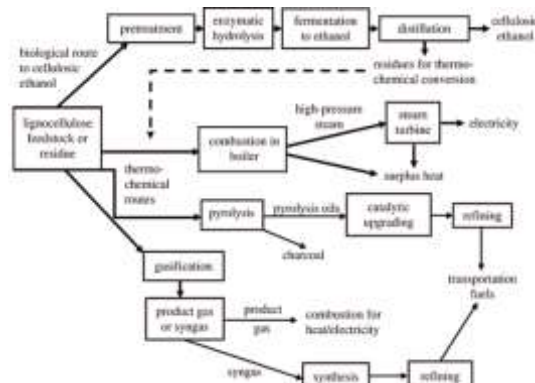 pretreatment
enzymatic
hydrolysis
fermentation
to ethanol
distillation
cellulosic
ethanol
biological route
to cellulosic
ethanol
residues for thermo-
chemical conversion
lignocellulose
feedstock or
residue
high-pressure
steam
steam
turbine
electricity
combustion in
boiler
surplus heat
thermo-
chemical
routes
pyrolysis
pyrolysis oils
catalytic
upgrading
refining
charcoal
gasification
transportation
fuels
product gas
or syngas
product
gas
combustion for
heat/electricity
syngas
synthesis
refining